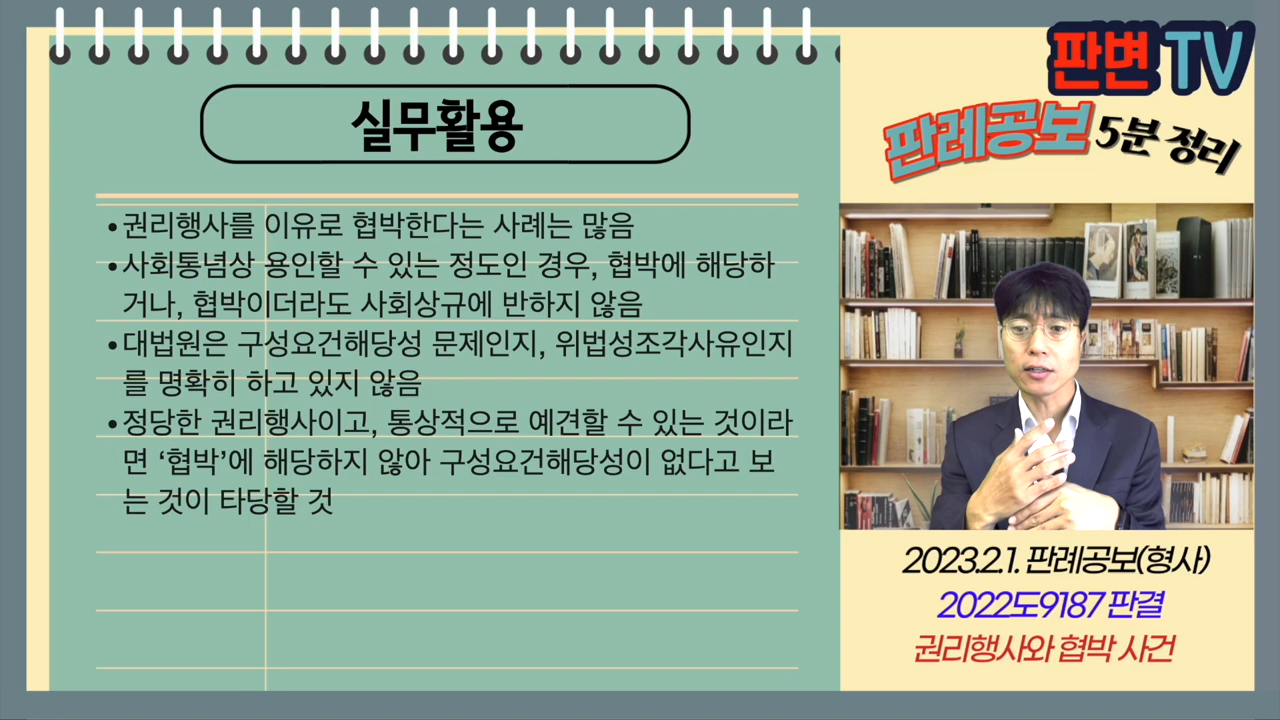 실무활용
•권리행사를 이유로 협박한다는 사례는 많음
•사회통념상 용인할 수 있는 정도인 경우, 협박에 해당하
거나, 협박이더라도 사회상규에 반하지 않음
•대법원은 구성요건해당성 문제인지, 위법성조각사유인지
를 명확히 하고 있지 않음
•정당한 권리행사이고, 통상적으로 예견할 수 있는 것이라
면 ‘협박’에 해당하지 않아 구성요건해당성이 없다고 보
는 것이 타당할 것
판변 TV
판례공보 5분 정리
2023.2.1. 판례공보(형사)
2022도9187 판결
권리행사와 협박 사건